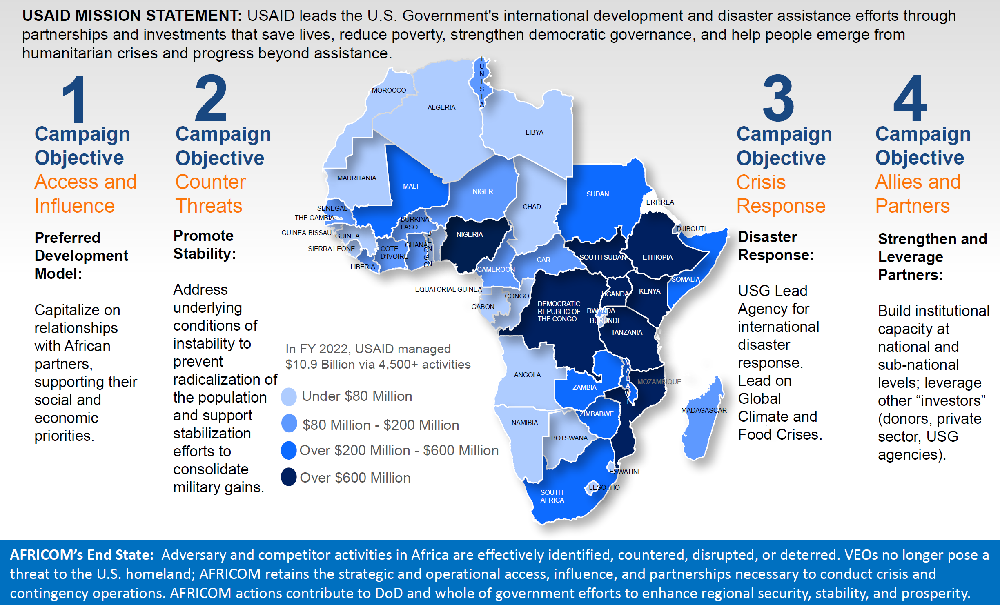 USAID MISSION STATEMENT: USAID leads the U.S. Government's international development and disaster assistance efforts through
partnerships and investments that save lives, reduce poverty, strengthen democratic governance, and help people emerge from
humanitarian crises and progress beyond assistance.
1
Campaign
Objective
Access and
Influence
Preferred
Development
Model:
Capitalize on
relationships
with African
partners,
supporting their
social and
economic
priorities.
2
Campaign
Objective
Counter
Threats
Promote
Stability:
Address
underlying
conditions of
instability to
prevent
radicalization of
the population
and support
stabilization
efforts to
consolidate
military gains.
TUNISIA
MOROCCO
ALGERIA
LIBYA
MAURITANIA
MALI
NIGER
CHAD
SUDAN
ERITREA
SENEGAL
THE GAMBIA
GUINEA-BISSAU
GUINEA
SIERRA LEONE
LIBERIA
COTE
D'IVOIRE
BURKINA
FASO
GHANA
TOGO
BENIN
NIGERIA
CAMEROON
CAR
SOUTH SUDAN
ETHIOPIA
DJIBOUTI
SOMALIA
EQUATORIAL GUINEA
GABON
CONGO
DEMOCRATIC
REPUBLIC OF
THE CONGO
UGANDA
KENYA
RWANDA
BURUNDI
TANZANIA
ANGOLA
ZAMBIA
MALAWI
MOZAMBIQUE
MADAGASCAR
ZIMBABWE
NAMIBIA
BOTSWANA
ESWATINI
LESOTHO
SOUTH
AFRICA
In FY 2022, USAID managed
$10.9 Billion via 4,500+ activities
Under $80 Million
$80 Million - $200 Million
Over $200 Million - $600 Million
Over $600 Million
3
Campaign
Objective
Crisis
Response
Disaster
Response:
USG Lead
Agency for
international
disaster
response.
Lead on
Global
Climate and
Food Crises.
4
Campaign
Objective
Allies and
Partners
Strengthen and
Leverage
Partners:
Build institutional
capacity at
national and
sub-national
levels; leverage
other “investors”
(donors, private
sector, USG
agencies).
AFRICOM’s End State: Adversary and competitor activities in Africa are effectively identified, countered, disrupted, or deterred. VEOs no longer pose a
threat to the U.S. homeland; AFRICOM retains the strategic and operational access, influence, and partnerships necessary to conduct crisis and
contingency operations. AFRICOM actions contribute to DoD and whole of government efforts to enhance regional security, stability, and prosperity.